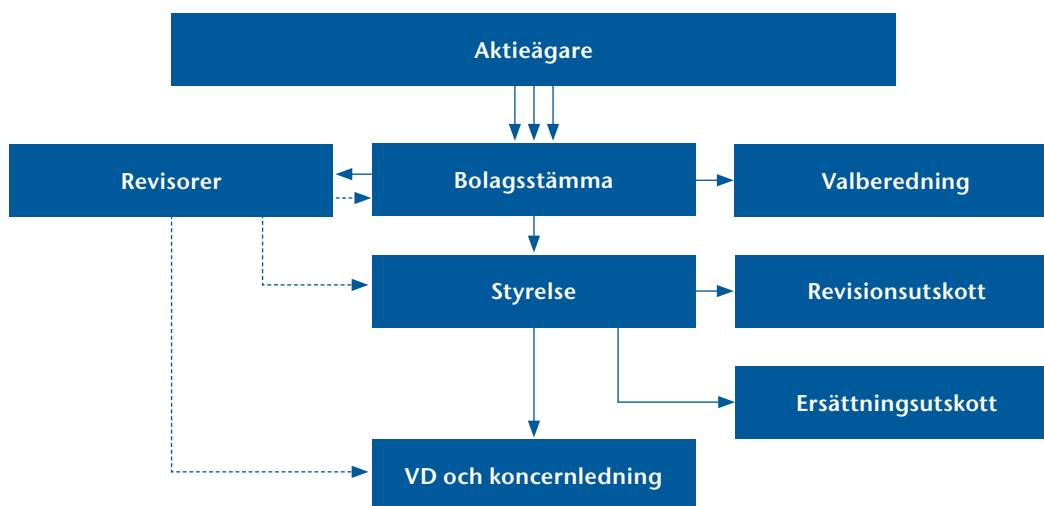 Aktieägare
Revisorer
Bolagsstämma
Valberedning
Styrelse
Revisionsutskott
Ersättningsutskott
VD och koncernledning